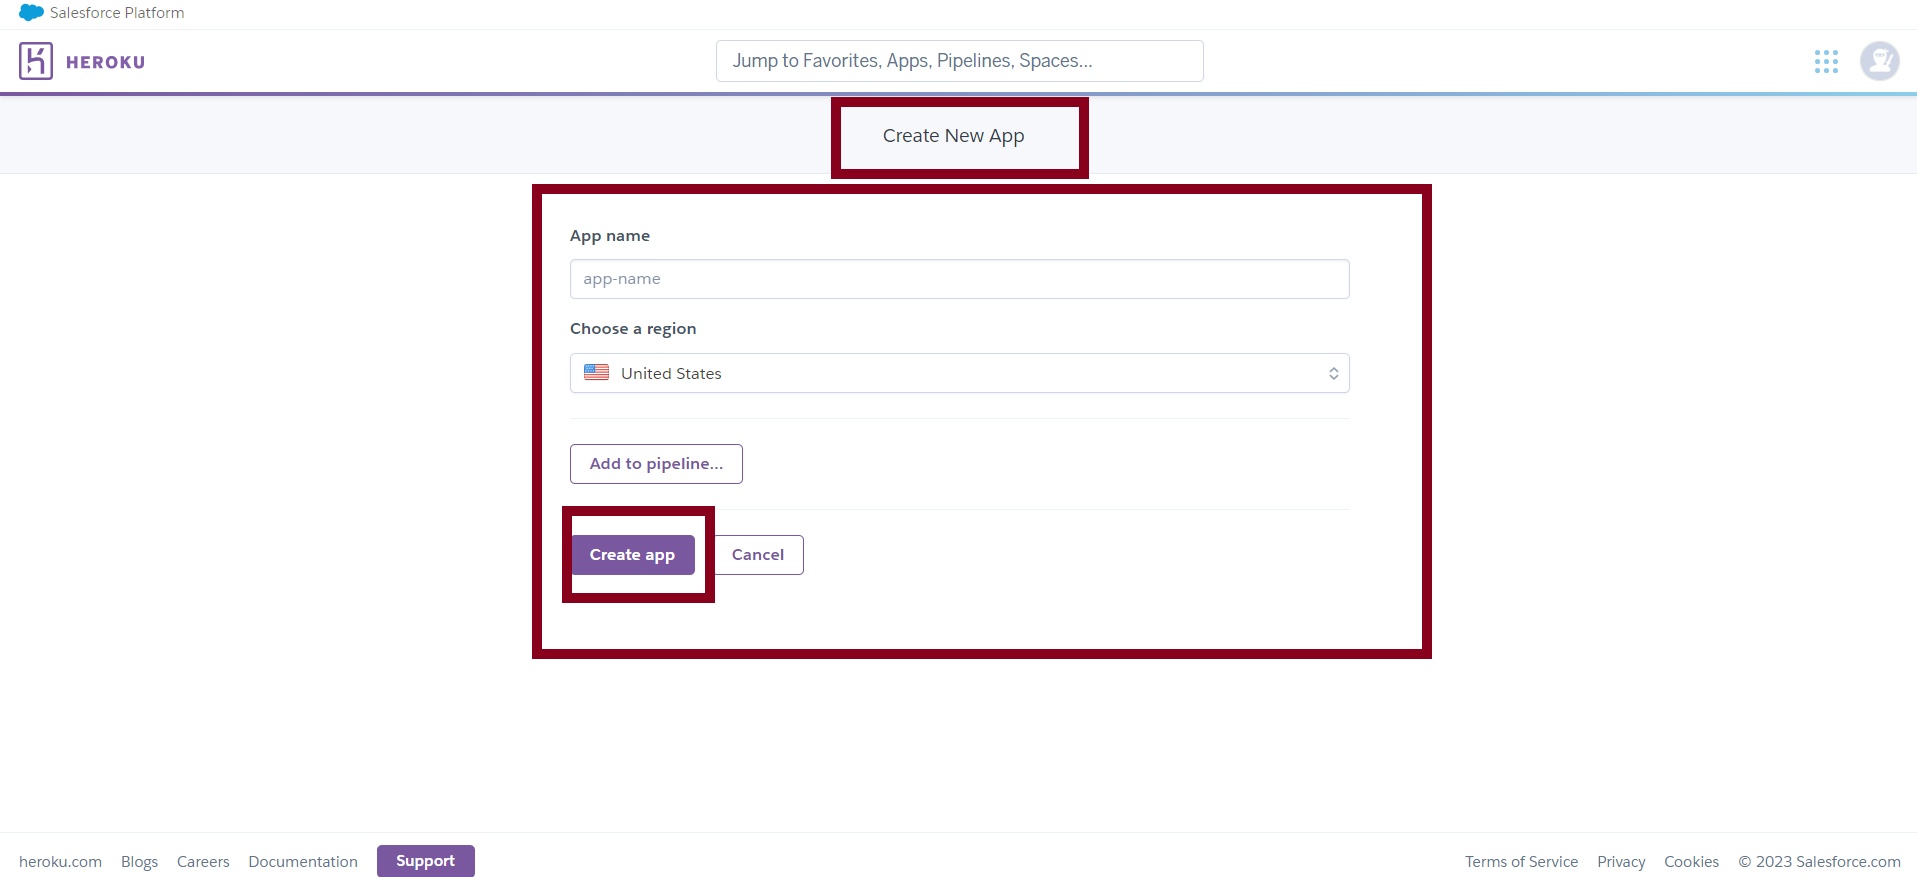 Salesforce Platform
HEROKU
Jump to Favorites, Apps, Pipelines, Spaces...
Create New App
App name
app-name
Choose a region
United States
Add to pipeline...
Create app Cancel
heroku.com Blogs Careers Documentation Support Terms of Service Privacy Cookies © 2023 Salesforce.com